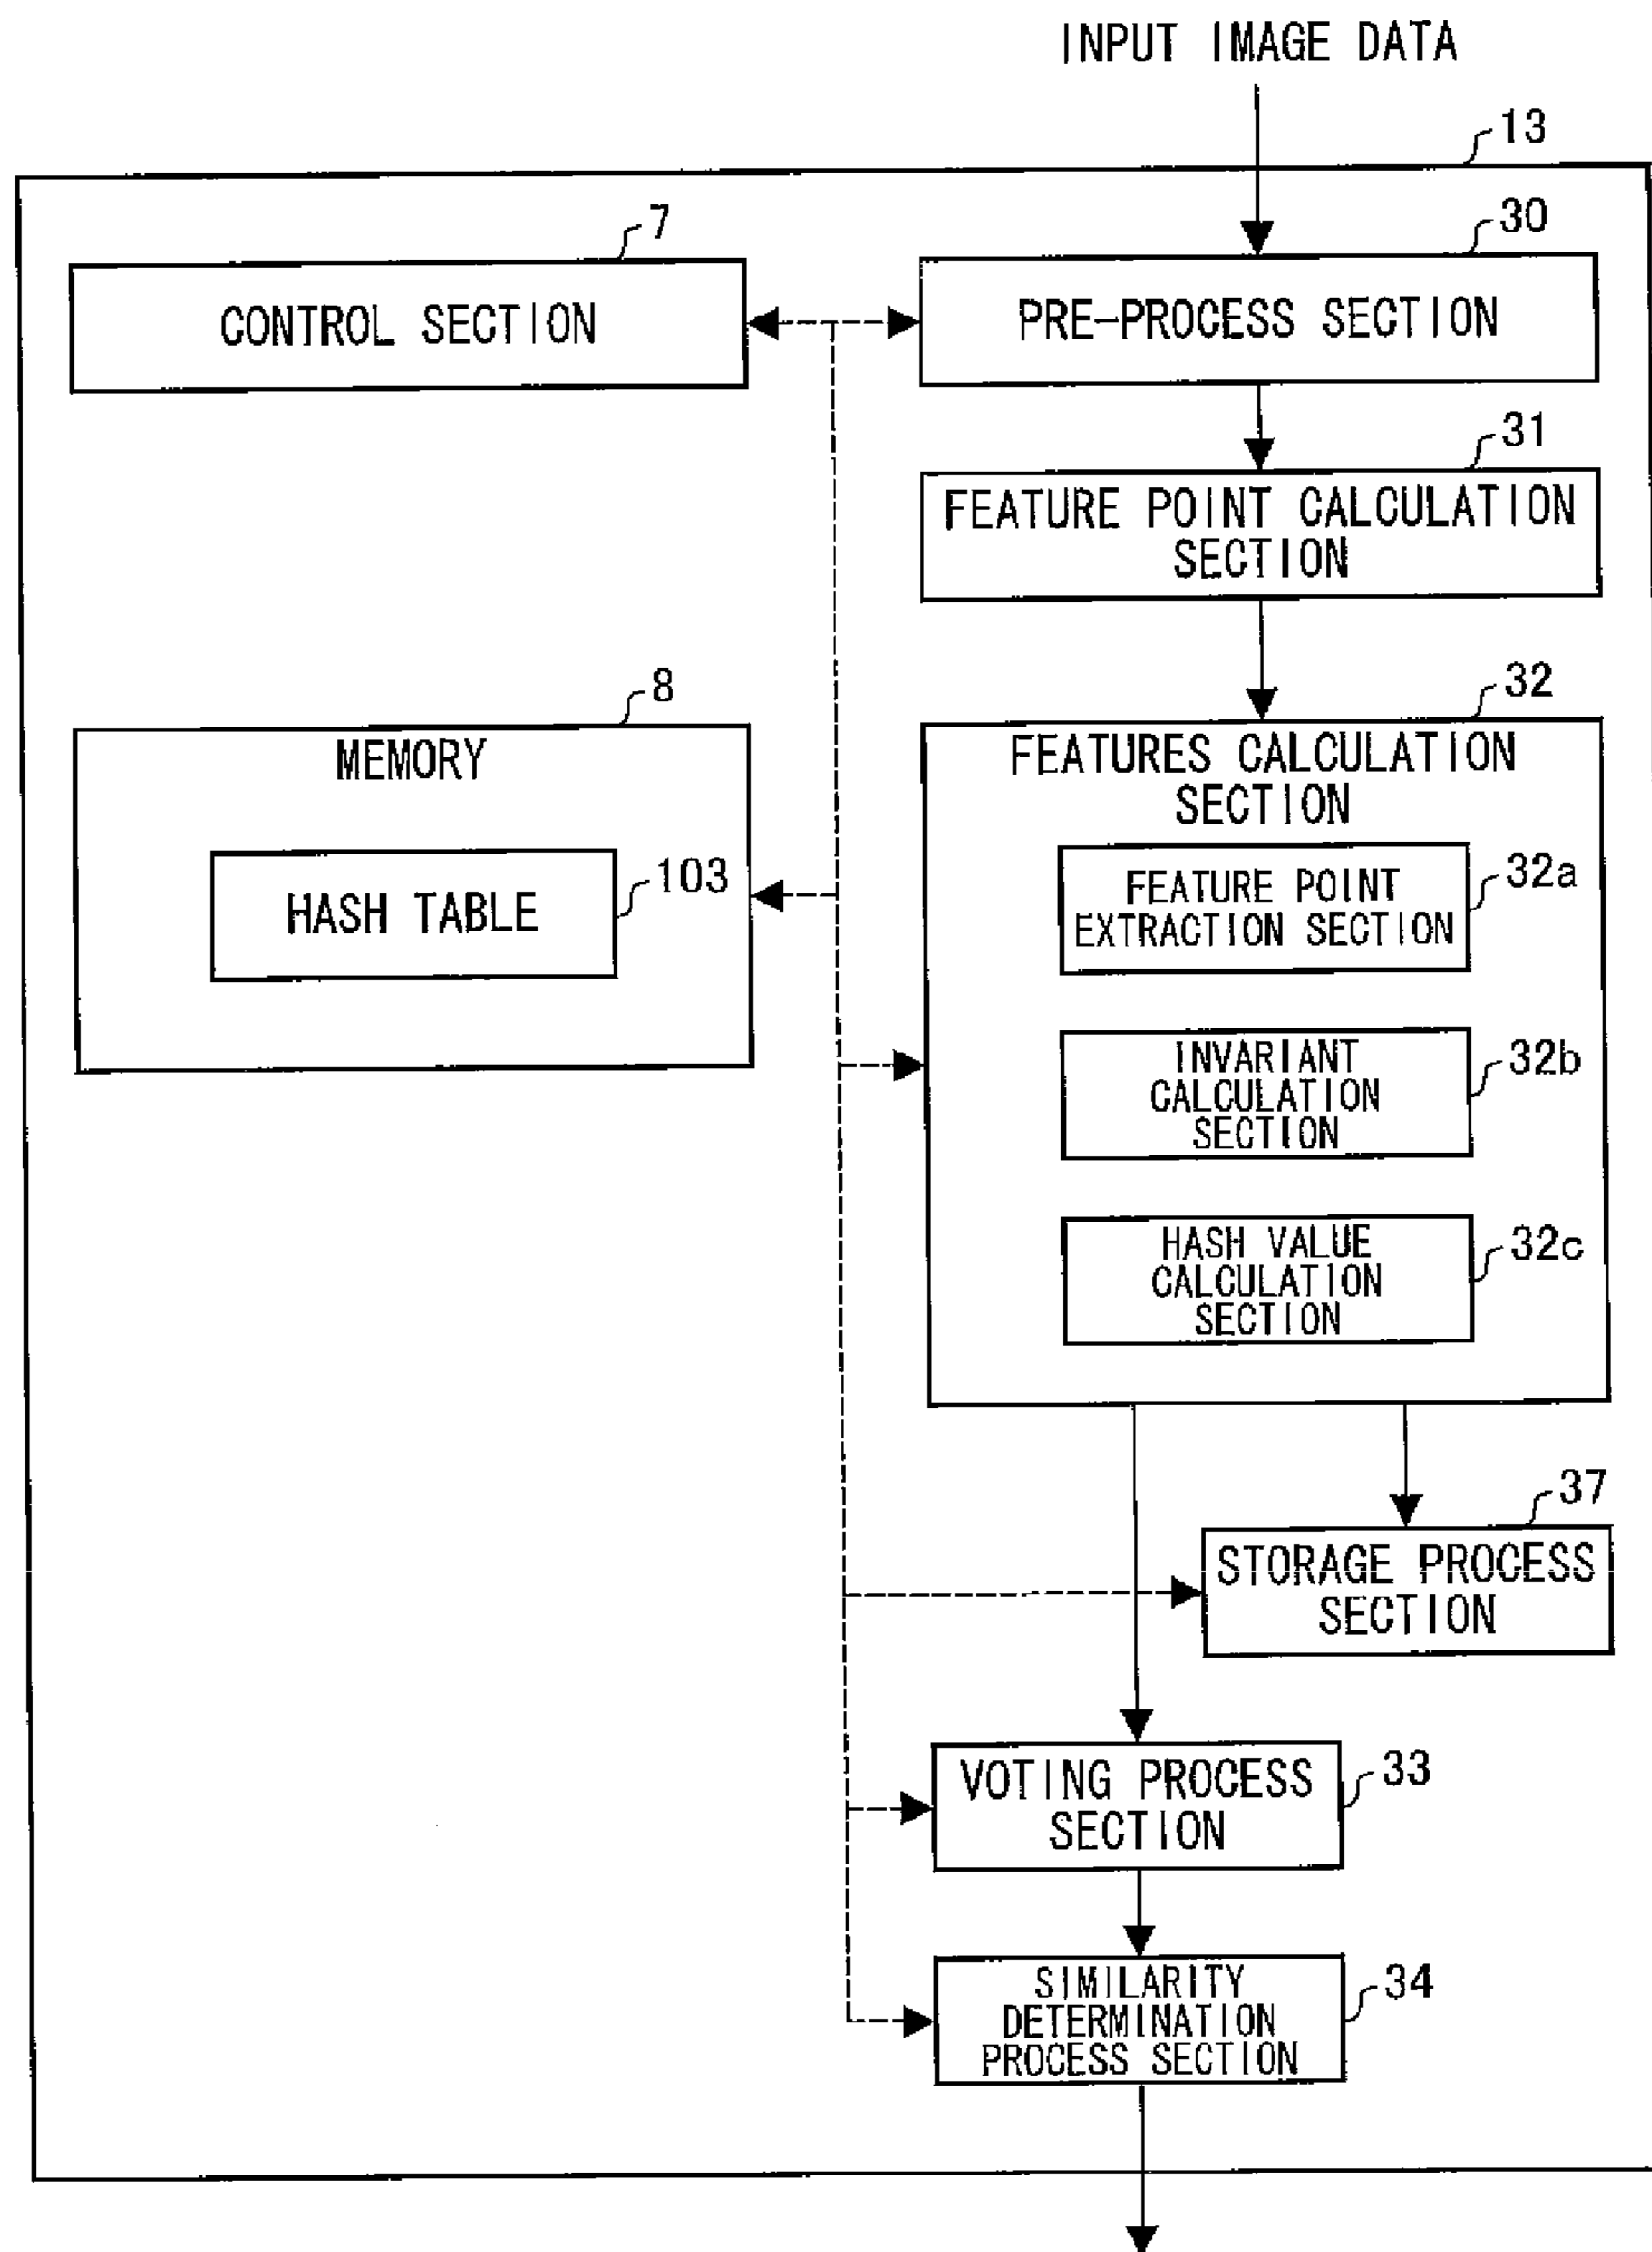 INPUT IMAGE DATA
13
7
30
CONTROL SECTION
PRE-PROCESS SECTION
31
FEATURE POINT CALCULATION
SECTION
8
32
MEMORY
FEATURES CALCULATION
SECTION
103
HASH TABLE
32a
FEATURE POINT
EXTRACTION SECTION
32b
INVARIANT
CALCULATION
SECTION
32c
HASH VALUE
CALCULATION
SECTION
37
STORAGE PROCESS
SECTION
33
VOTING PROCESS
SECTION
34
SIMILARITY
DETERMINATION
PROCESS SECTION